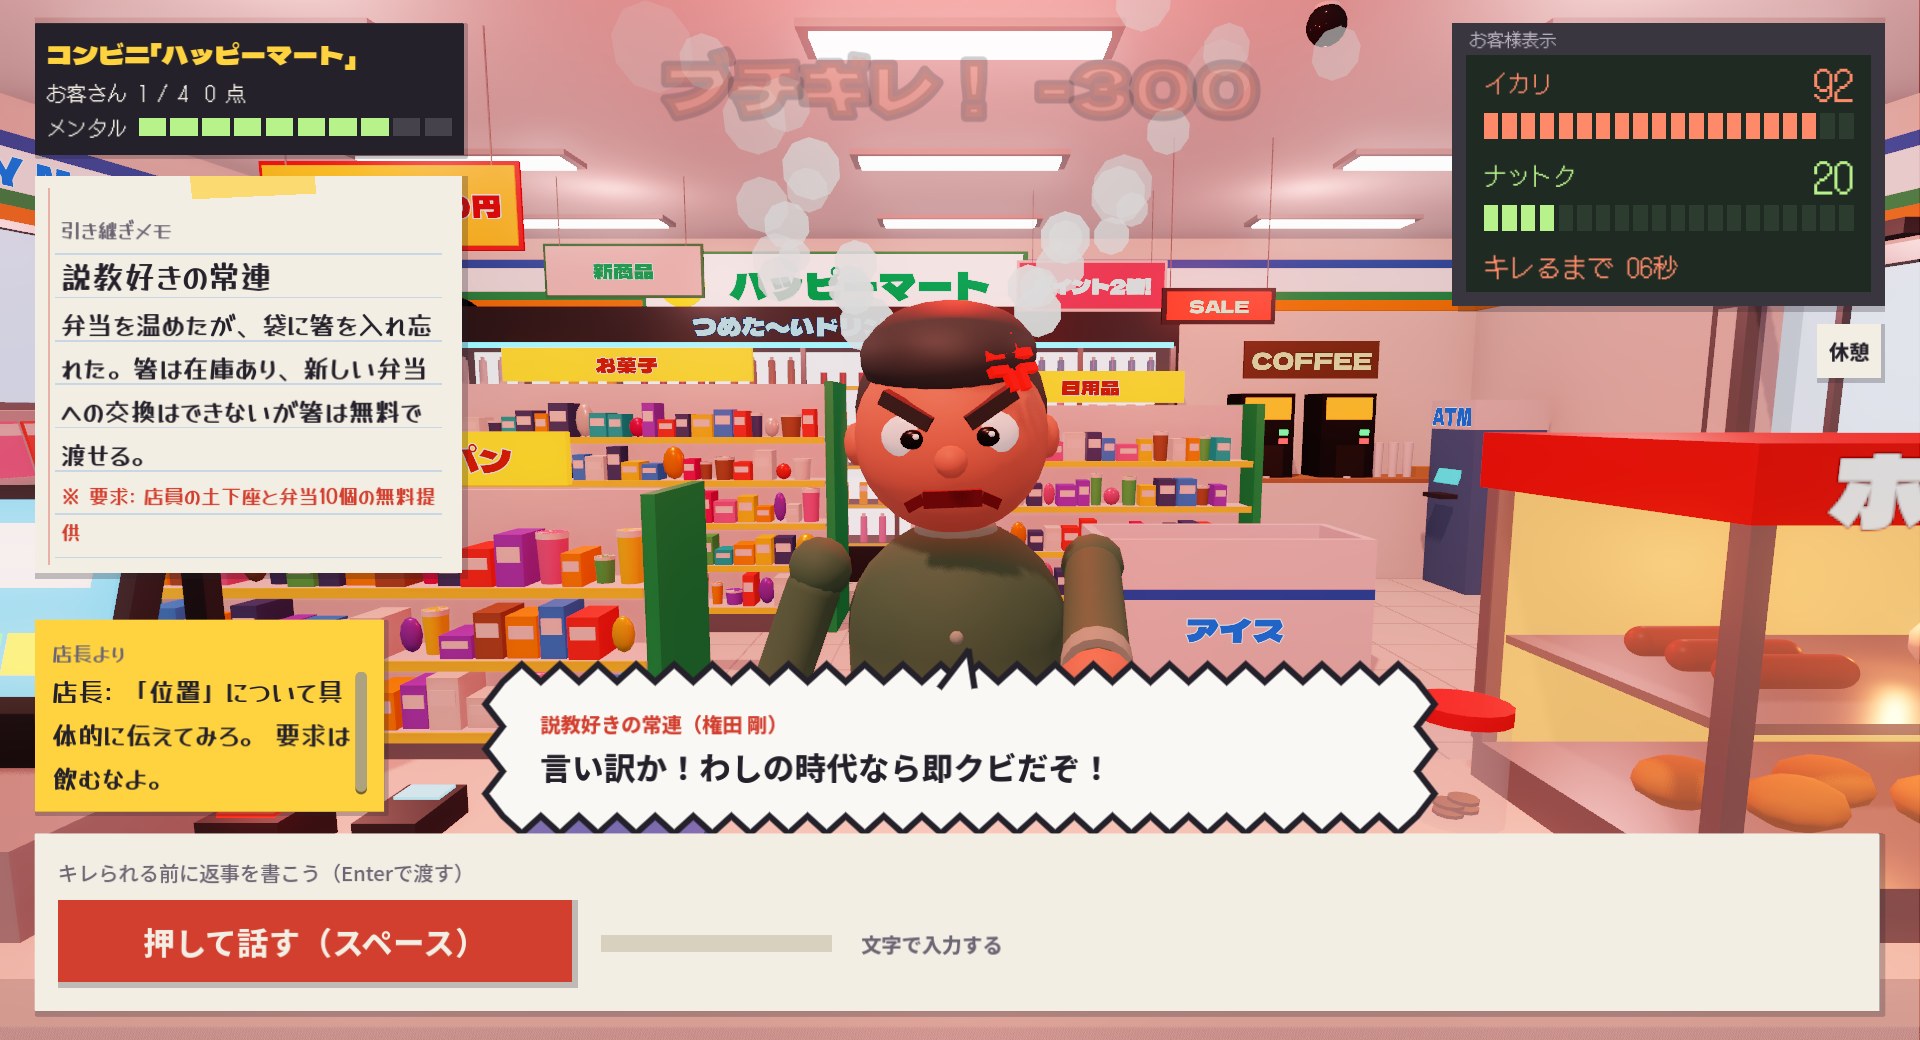 コンビニ「ハッピーマート」
お客さん 1/4 0点
メンタル
ブチギレ！ -300
お客様表示
イカリ 92
ナットク 20
キレるまで 06秒
休憩
引き継ぎメモ
説教好きの常連
弁当を温めたが、袋に箸を入れ忘
れた。箸は在庫あり、新しい弁当
への交換はできないが箸は無料で
渡せる。
※ 要求: 店員の土下座と弁当10個の無料提
供
円
新商品
ハッピーマート
イント2倍!
SALE
つめた〜いドリ
お菓子
日用品
COFFEE
ATM
パン
ホ
アイス
店長より
店長: 「位置」について具
体的に伝えてみろ。 要求は
飲むなよ。
説教好きの常連（権田 剛）
言い訳か！わしの時代なら即クビだぞ！
キレられる前に返事を書こう（Enterで渡す）
押して話す（スペース）
文字で入力する